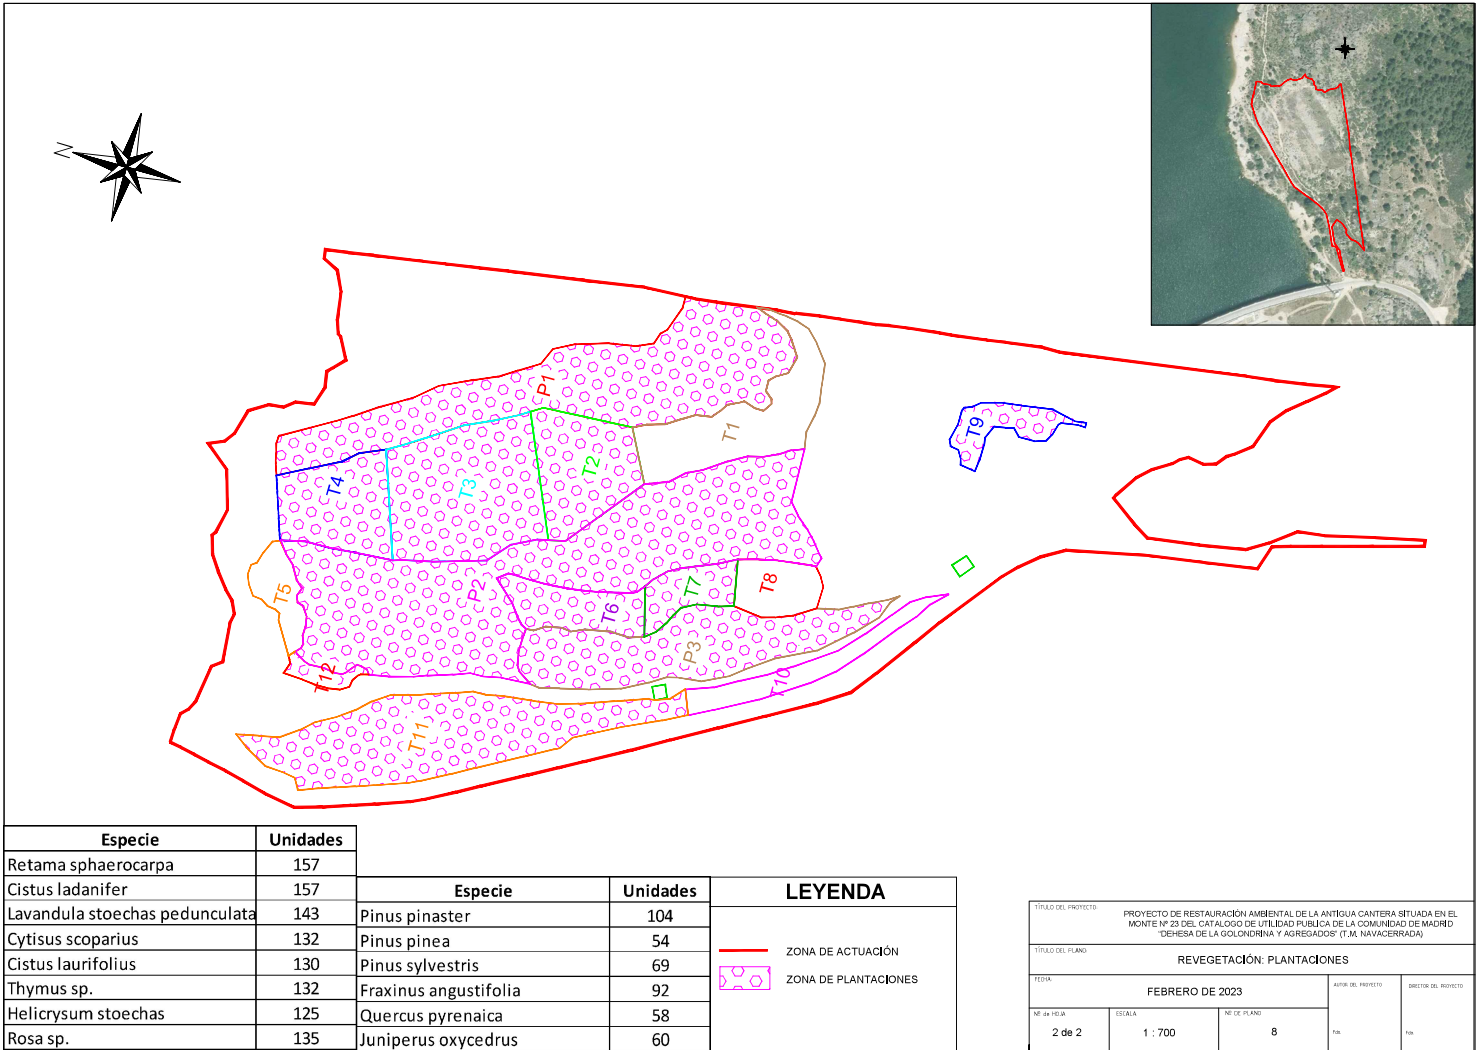 N
P1
T1
T9
T2
T3
T4
T5
P2
T6
T7
T8
P3
T10
T12
T11
Especie Unidades
Retama sphaerocarpa 157
Cistus ladanifer 157
Lavandula stoechas pedunculata 143
Cytisus scoparius 132
Cistus laurifolius 130
Thymus sp. 132
Helicrysum stoechas 125
Rosa sp. 135
Especie Unidades
Pinus pinaster 104
Pinus pinea 54
Pinus sylvestris 69
Fraxinus angustifolia 92
Quercus pyrenaica 58
Juniperus oxycedrus 60
LEYENDA
ZONA DE ACTUACIÓN
ZONA DE PLANTACIONES
TÍTULO DEL PROYECTO:
PROYECTO DE RESTAURACIÓN AMBIENTAL DE LA ANTIGUA CANTERA SITUADA EN EL
MONTE Nº 23 DEL CATALOGO DE UTILIDAD PUBLICA DE LA COMUNIDAD DE MADRID
"DEHESA DE LA GOLONDRINA Y AGREGADOS" (T.M. NAVACERRADA)
TÍTULO DEL PLANO:
REVEGETACIÓN: PLANTACIONES
FECHA:
FEBRERO DE 2023
AUTOR DEL PROYECTO
DIRECTOR DEL PROYECTO
Nº de HOJA
2 de 2
ESCALA
1 : 700
Nº DE PLANO
8
Fdo.
Fdo.